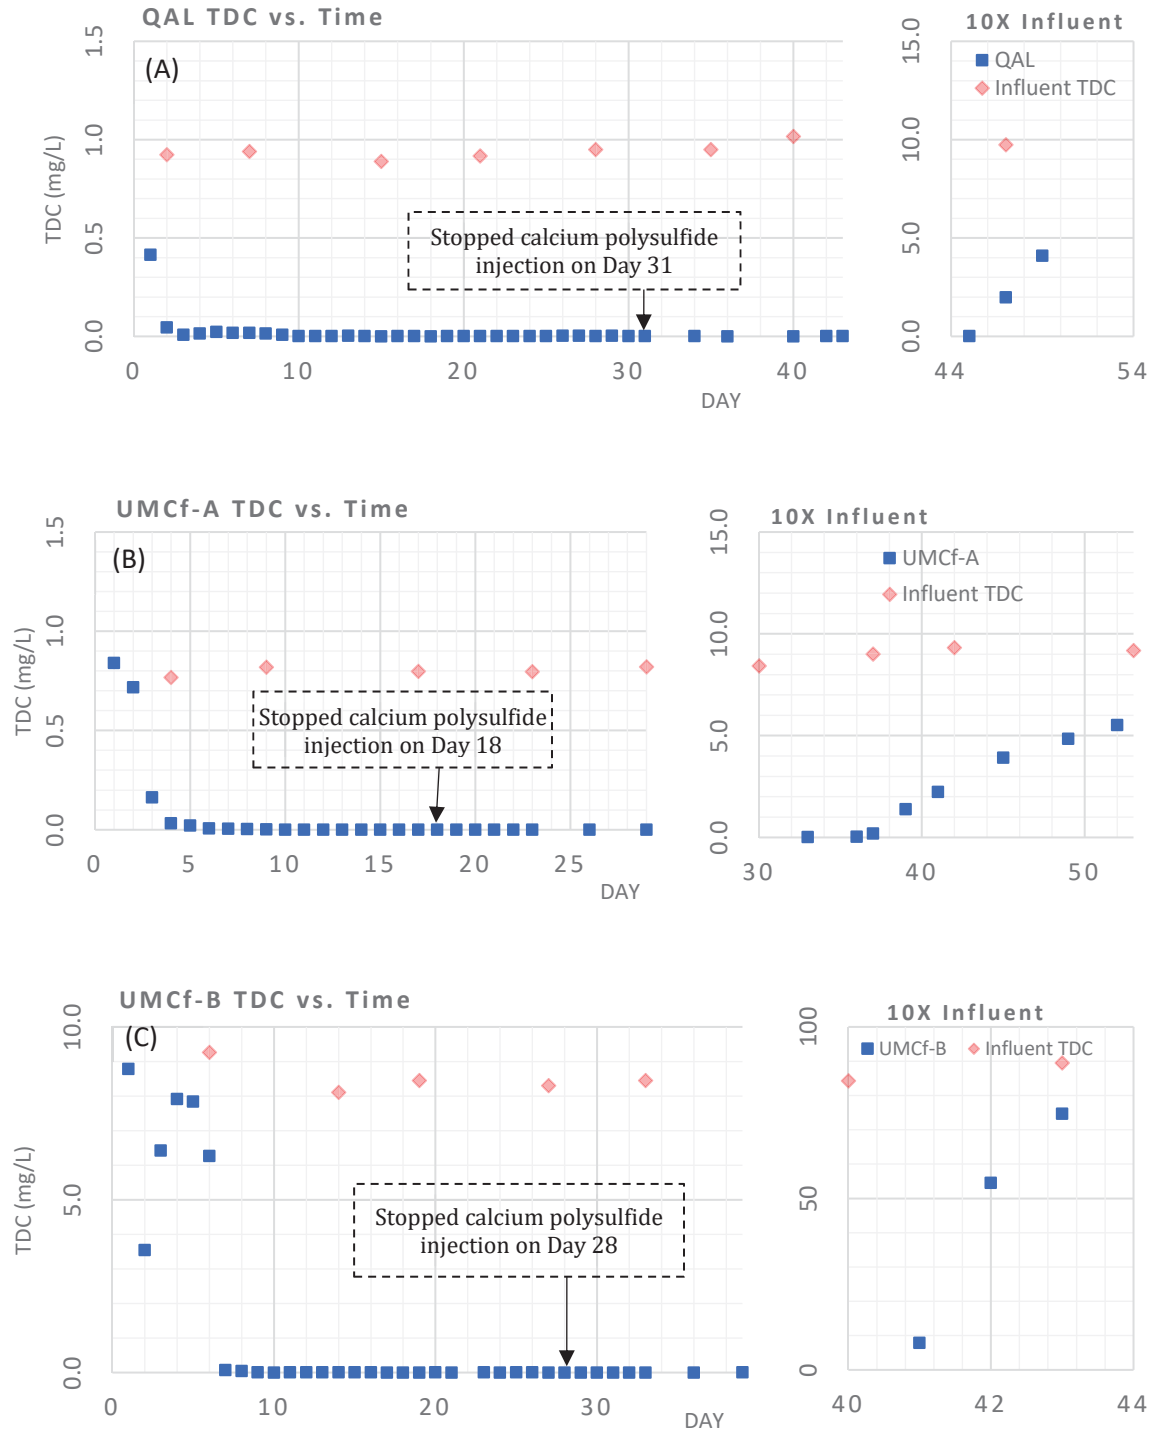 QAL TDC vs. Time
10X Influent
(A)
TDC (mg/L)
1.5
1.0
0.5
0.0
Stopped calcium polysulfide
injection on Day 31
0 10 20 30 40
DAY
15.0
10.0
5.0
0.0
QAL
Influent TDC
44 54
UMCf-A TDC vs. Time
10X Influent
(B)
TDC (mg/L)
1.5
1.0
0.5
0.0
Stopped calcium polysulfide
injection on Day 18
0 5 10 15 20 25
DAY
15.0
10.0
5.0
0.0
UMCf-A
Influent TDC
30 40 50
UMCf-B TDC vs. Time
10X Influent
(C)
TDC (mg/L)
10.0
5.0
0.0
Stopped calcium polysulfide
injection on Day 28
0 10 20 30
DAY
100
50
0
UMCf-B Influent TDC
40 42 44